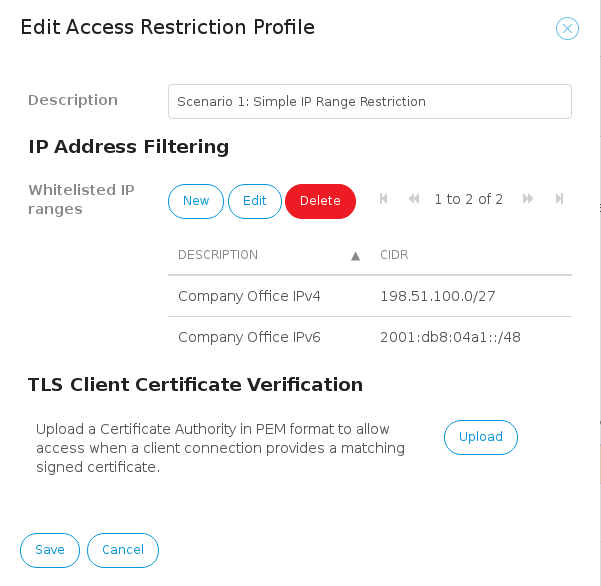 Edit Access Restriction Profile
Description
Scenario 1: Simple IP Range Restriction
IP Address Filtering
Whitelisted IP
ranges
New Edit Delete 1 to 2 of 2
DESCRIPTION ▲ CIDR
Company Office IPv4 198.51.100.0/27
Company Office IPv6 2001:db8:04a1::/48
TLS Client Certificate Verification
Upload a Certificate Authority in PEM format to allow
access when a client connection provides a matching
signed certificate.
Upload
Save Cancel